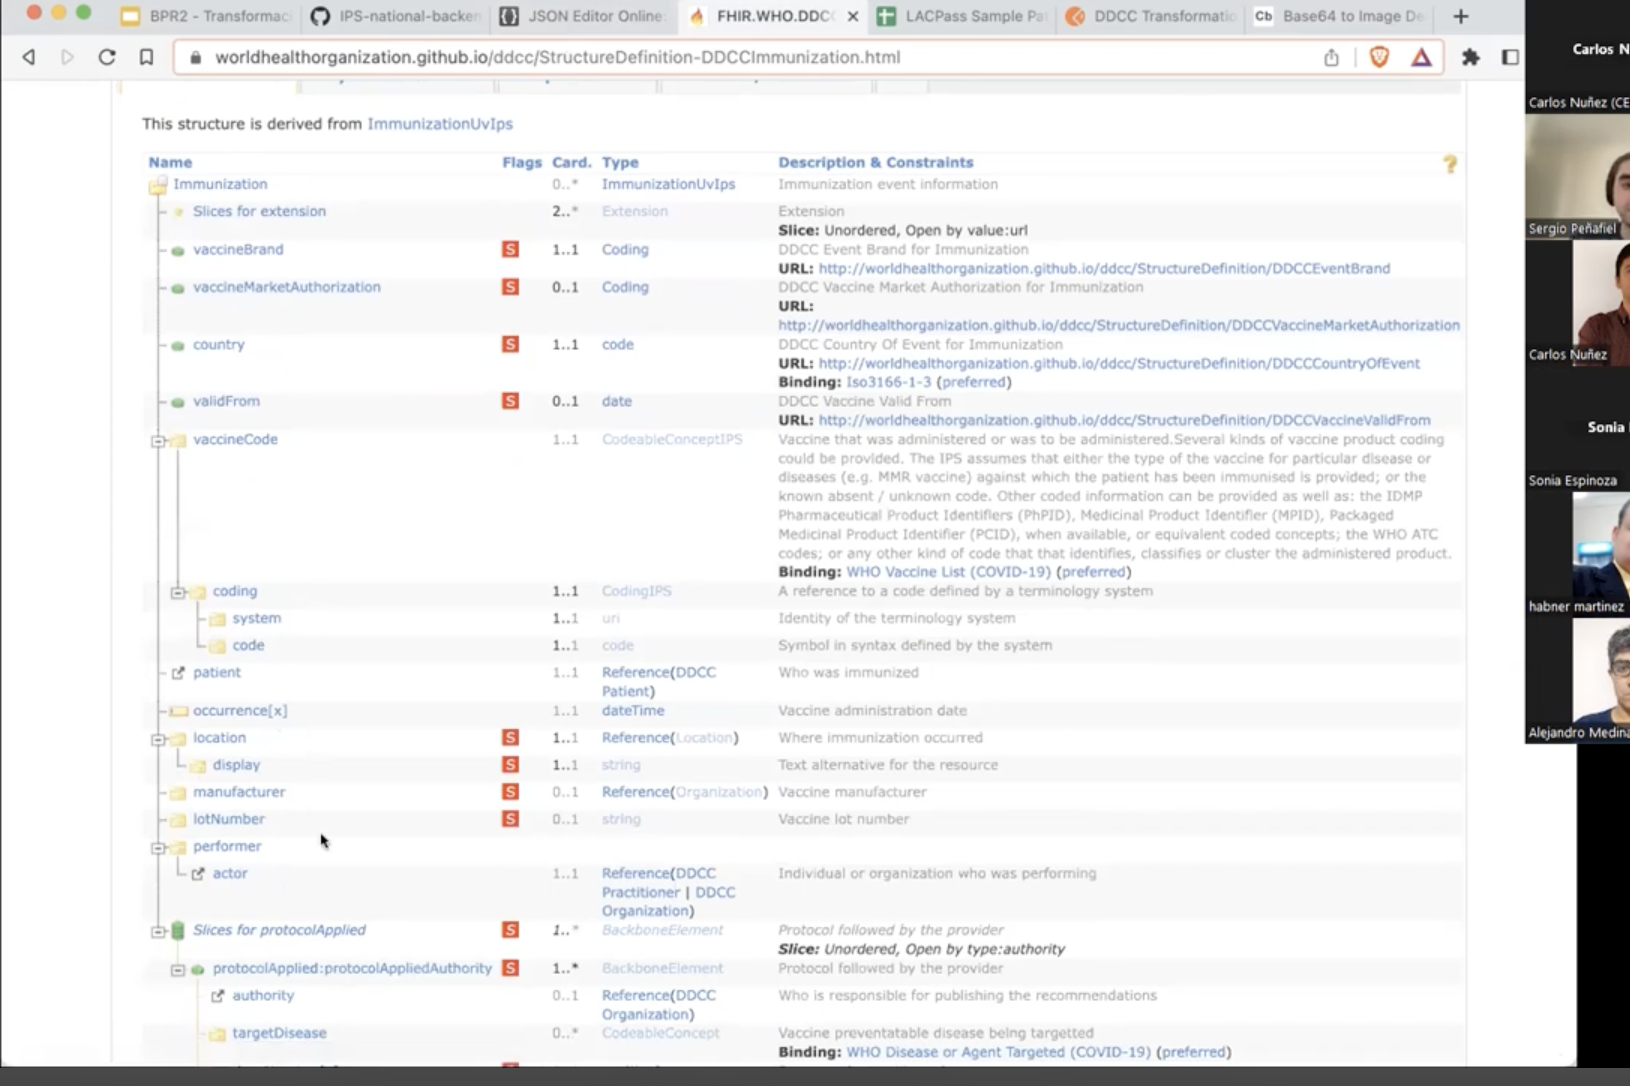 BPR2 - Transformac
IPS-national-backen
JSON Editor Online:
FHIR.WHO.DDCC
LACPass Sample Pa
DDCC Transformatio
Cb Base64 to Image De
worldhealthorganization.github.io/ddcc/StructureDefinition-DDCCImmunization.html
This structure is derived from ImmunizationUvIps
Name Flags Card. Type Description & Constraints ?
Immunization 0..* ImmunizationUvIps Immunization event information
Slices for extension 2..* Extension Extension
Slice: Unordered, Open by value:url
vaccineBrand S 1..1 Coding DDCC Event Brand for Immunization
URL: http://worldhealthorganization.github.io/ddcc/StructureDefinition/DDCCEventBrand
vaccineMarketAuthorization S 0..1 Coding DDCC Vaccine Market Authorization for Immunization
URL:
http://worldhealthorganization.github.io/ddcc/StructureDefinition/DDCCVaccineMarketAuthorization
country S 1..1 code DDCC Country Of Event for Immunization
URL: http://worldhealthorganization.github.io/ddcc/StructureDefinition/DDCCCountryOfEvent
Binding: Iso3166-1-3 (preferred)
validFrom S 0..1 date DDCC Vaccine Valid From
URL: http://worldhealthorganization.github.io/ddcc/StructureDefinition/DDCCVaccineValidFrom
vaccineCode 1..1 CodeableConceptIPS Vaccine that was administered or was to be administered.Several kinds of vaccine product coding
could be provided. The IPS assumes that either the type of the vaccine for particular disease or
diseases (e.g. MMR vaccine) against which the patient has been immunised is provided; or the
known absent / unknown code. Other coded information can be provided as well as: the IDMP
Pharmaceutical Product Identifiers (PhPID), Medicinal Product Identifier (MPID), Packaged
Medicinal Product Identifier (PCID), when available, or equivalent coded concepts; the WHO ATC
codes; or any other kind of code that that identifies, classifies or cluster the administered product.
Binding: WHO Vaccine List (COVID-19) (preferred)
coding 1..1 CodingIPS A reference to a code defined by a terminology system
system 1..1 uri Identity of the terminology system
code 1..1 code Symbol in syntax defined by the system
patient 1..1 Reference(DDCC Who was immunized
Patient)
occurrence[x] 1..1 dateTime Vaccine administration date
location S 1..1 Reference(Location) Where immunization occurred
display S 1..1 string Text alternative for the resource
manufacturer S 0..1 Reference(Organization) Vaccine manufacturer
lotNumber S 0..1 string Vaccine lot number
performer
actor 1..1 Reference(DDCC Individual or organization who was performing
Practitioner | DDCC
Organization)
Slices for protocolApplied S 1..* BackboneElement Protocol followed by the provider
Slice: Unordered, Open by type:authority
protocolApplied:protocolAppliedAuthority S 1..* BackboneElement Protocol followed by the provider
authority 0..1 Reference(DDCC Who is responsible for publishing the recommendations
Organization)
targetDisease 0..* CodeableConcept Vaccine preventatable disease being targetted
Binding: WHO Disease or Agent Targeted (COVID-19) (preferred)
Carlos N
Carlos Nuñez (CE
Sergio Peñafiel
Carlos Nuñez
Sonia
Sonia Espinoza
habner martinez
Alejandro Medina